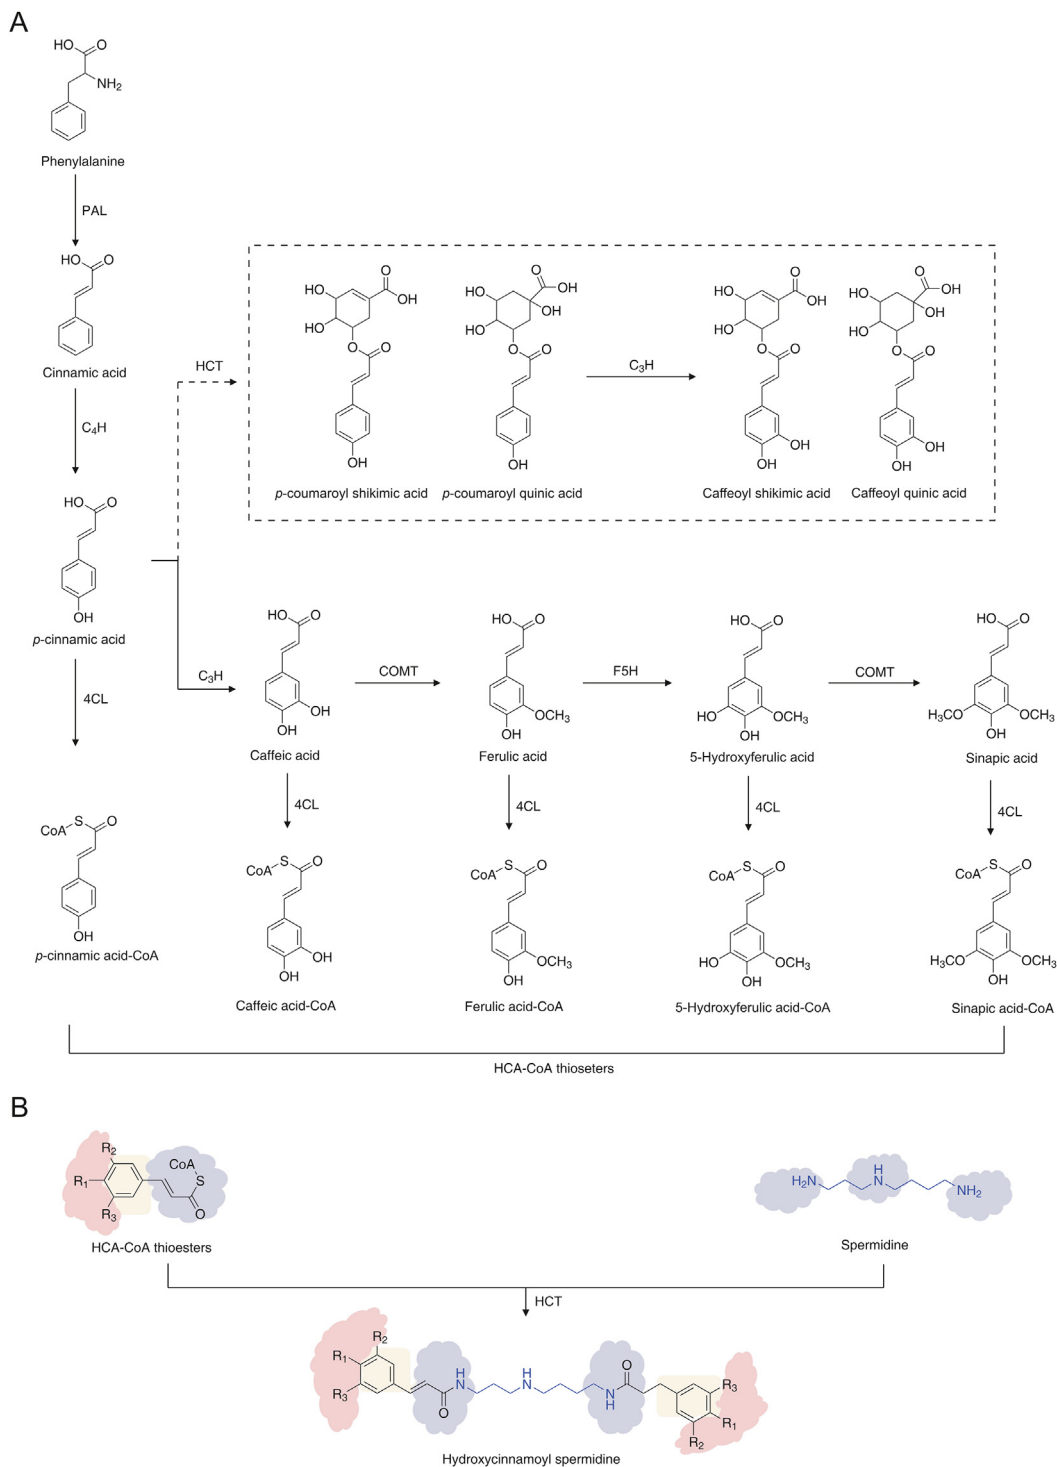 A
HO
O
NH₂
Phenylalanine
PAL
HO
O
Cinnamic acid
C₄H
HO
O
OH
p-cinnamic acid
4CL
CoA
S
O
OH
p-cinnamic acid-CoA
HCT
HO
HO
O
OH
O
O
OH
p-coumaroyl shikimic acid
HO
HO
O
OH
OH
O
O
OH
p-coumaroyl quinic acid
C₃H
HO
HO
O
OH
O
O
OH
OH
Caffeoyl shikimic acid
HO
HO
O
OH
OH
O
O
OH
OH
Caffeoyl quinic acid
C₃H
HO
O
OH
OH
Caffeic acid
COMT
HO
O
OCH₃
OH
Ferulic acid
F5H
HO
O
HO
OCH₃
OH
5-Hydroxyferulic acid
COMT
HO
O
H₃CO
OCH₃
OH
Sinapic acid
4CL
4CL
4CL
4CL
CoA
S
O
OH
OH
Caffeic acid-CoA
CoA
S
O
OCH₃
OH
Ferulic acid-CoA
CoA
S
O
HO
OCH₃
OH
5-Hydroxyferulic acid-CoA
CoA
S
O
H₃CO
OCH₃
OH
Sinapic acid-CoA
HCA-CoA thioseters
B
R₂
R₁
R₃
CoA
S
O
HCA-CoA thioesters
H₂N
H
N
NH₂
Spermidine
HCT
R₂
R₁
R₃
O
H
N
H
N
N
H
O
R₃
R₁
R₂
Hydroxycinnamoyl spermidine